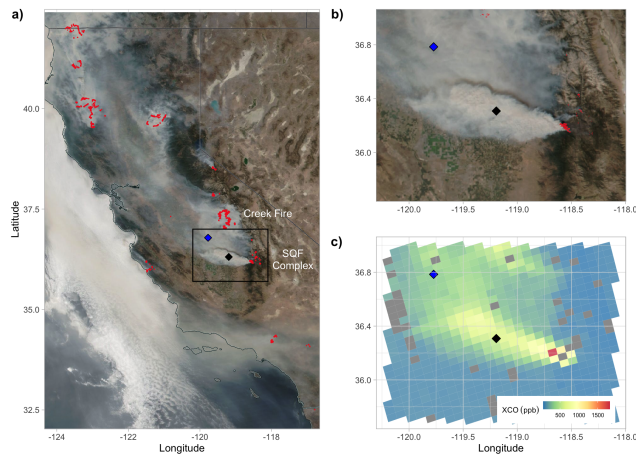 a)
Latitude
40.0
37.5
35.0
32.5
-124
-122
-120
-118
Longitude
Creek Fire
SQF
Complex
b)
36.8
36.4
36.0
-120.0
-119.5
-119.0
-118.5
-118.0
c)
36.8
36.4
36.0
XCO (ppb)
500
1000
1500
-120.0
-119.5
-119.0
-118.5
-118.0
Longitude